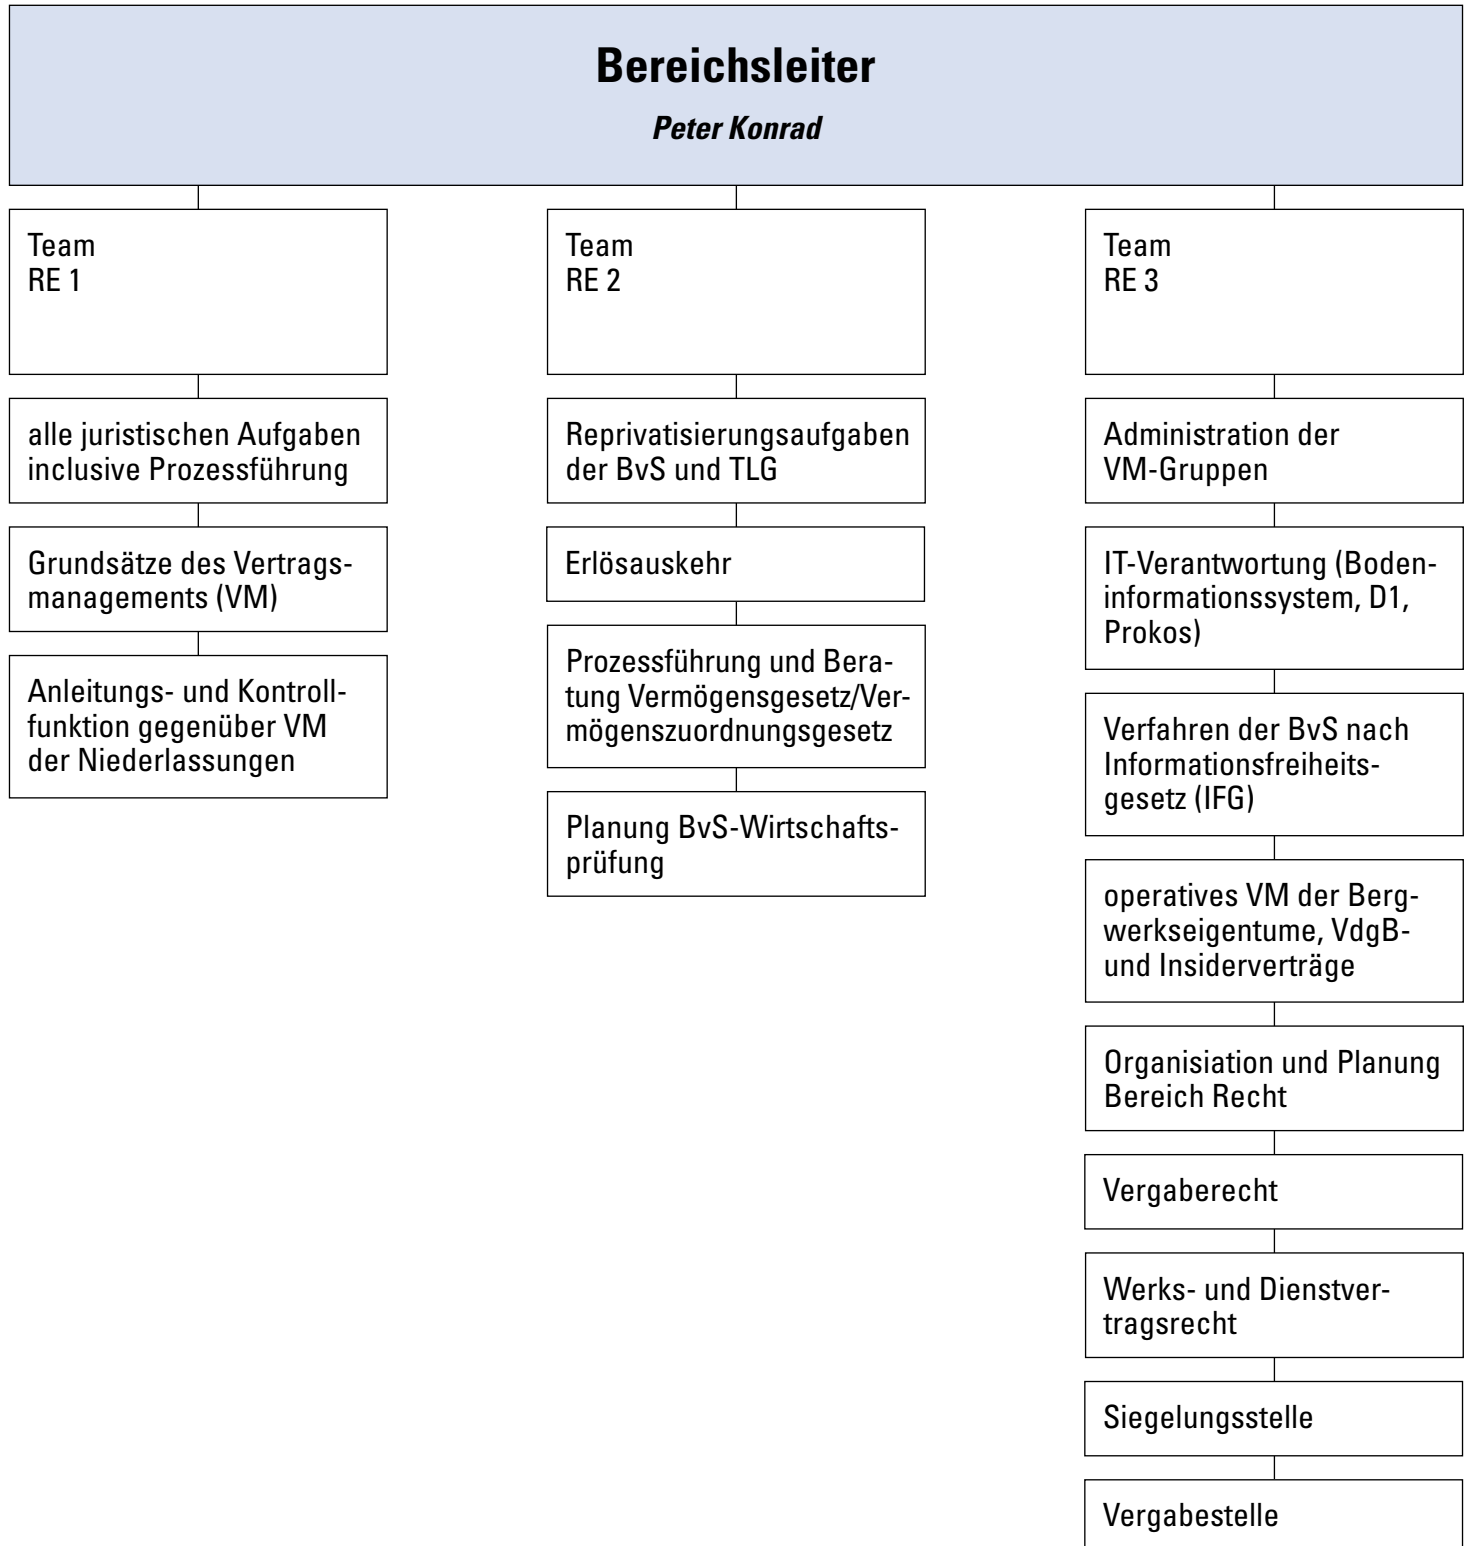 Bereichsleiter
Peter Konrad
Team
RE 1
alle juristischen Aufgaben
inclusive Prozessführung
Grundsätze des Vertrags-
managements (VM)
Anleitungs- und Kontroll-
funktion gegenüber VM
der Niederlassungen
Team
RE 2
Reprivatisierungsaufgaben
der BvS und TLG
Erlösauskehr
Prozessführung und Bera-
tung Vermögensgesetz/Ver-
mögenszuordnungsgesetz
Planung BvS-Wirtschafts-
prüfung
Team
RE 3
Administration der
VM-Gruppen
IT-Verantwortung (Boden-
informationssystem, D1,
Prokos)
Verfahren der BvS nach
Informationsfreiheits-
gesetz (IFG)
operatives VM der Berg-
werkseigentume, VdgB-
und Insiderverträge
Organisiation und Planung
Bereich Recht
Vergaberecht
Werks- und Dienstver-
tragsrecht
Siegelungsstelle
Vergabestelle